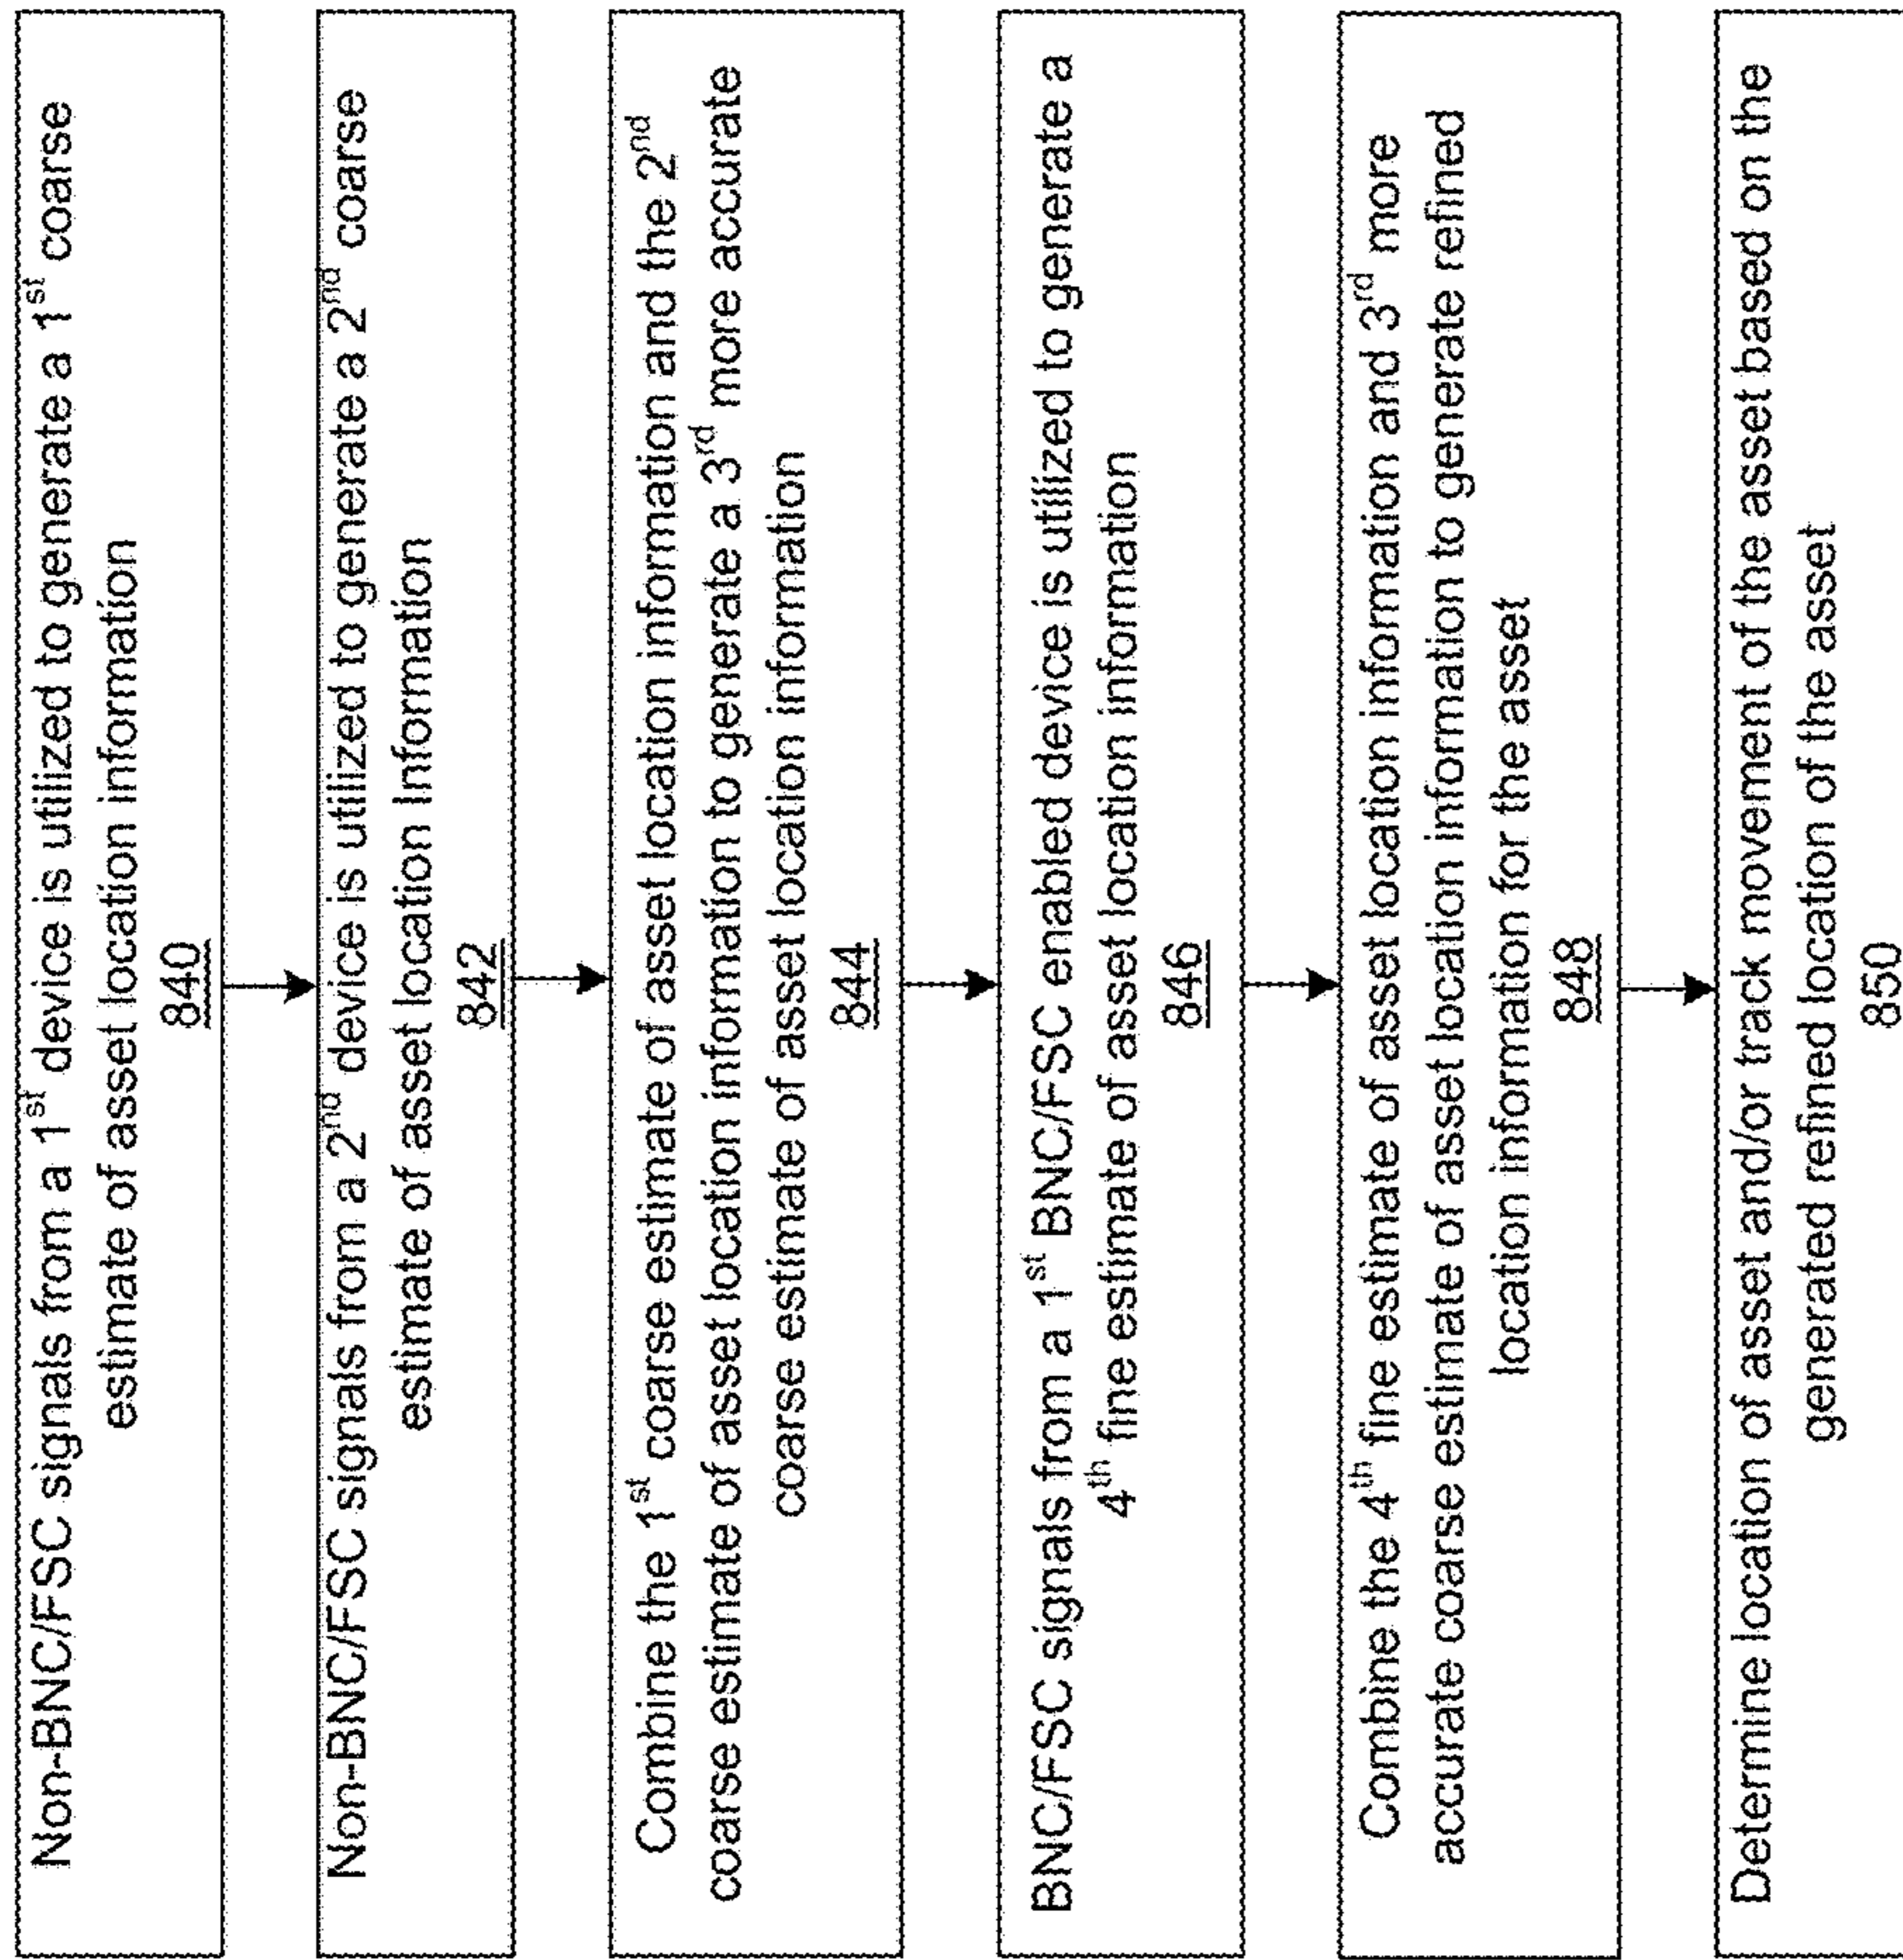 Non-BNC/FSC signals from a 1st device is utilized to generate a 1st coarse
estimate of asset location information
840
Non-BNC/FSC signals from a 2nd device is utilized to generate a 2nd coarse
estimate of asset location Information
842
Combine the 1st coarse estimate of asset location information and the 2nd
coarse estimate of asset location information to generate a 3rd more accurate
coarse estimate of asset location information
844
BNC/FSC signals from a 1st BNC/FSC enabled device is utilized to generate a
4th fine estimate of asset location information
846
Combine the 4th fine estimate of asset location information and 3rd more
accurate coarse estimate of asset location information to generate refined
location information for the asset
848
Determine location of asset and/or track movement of the asset based on the
generated refined location of the asset
850